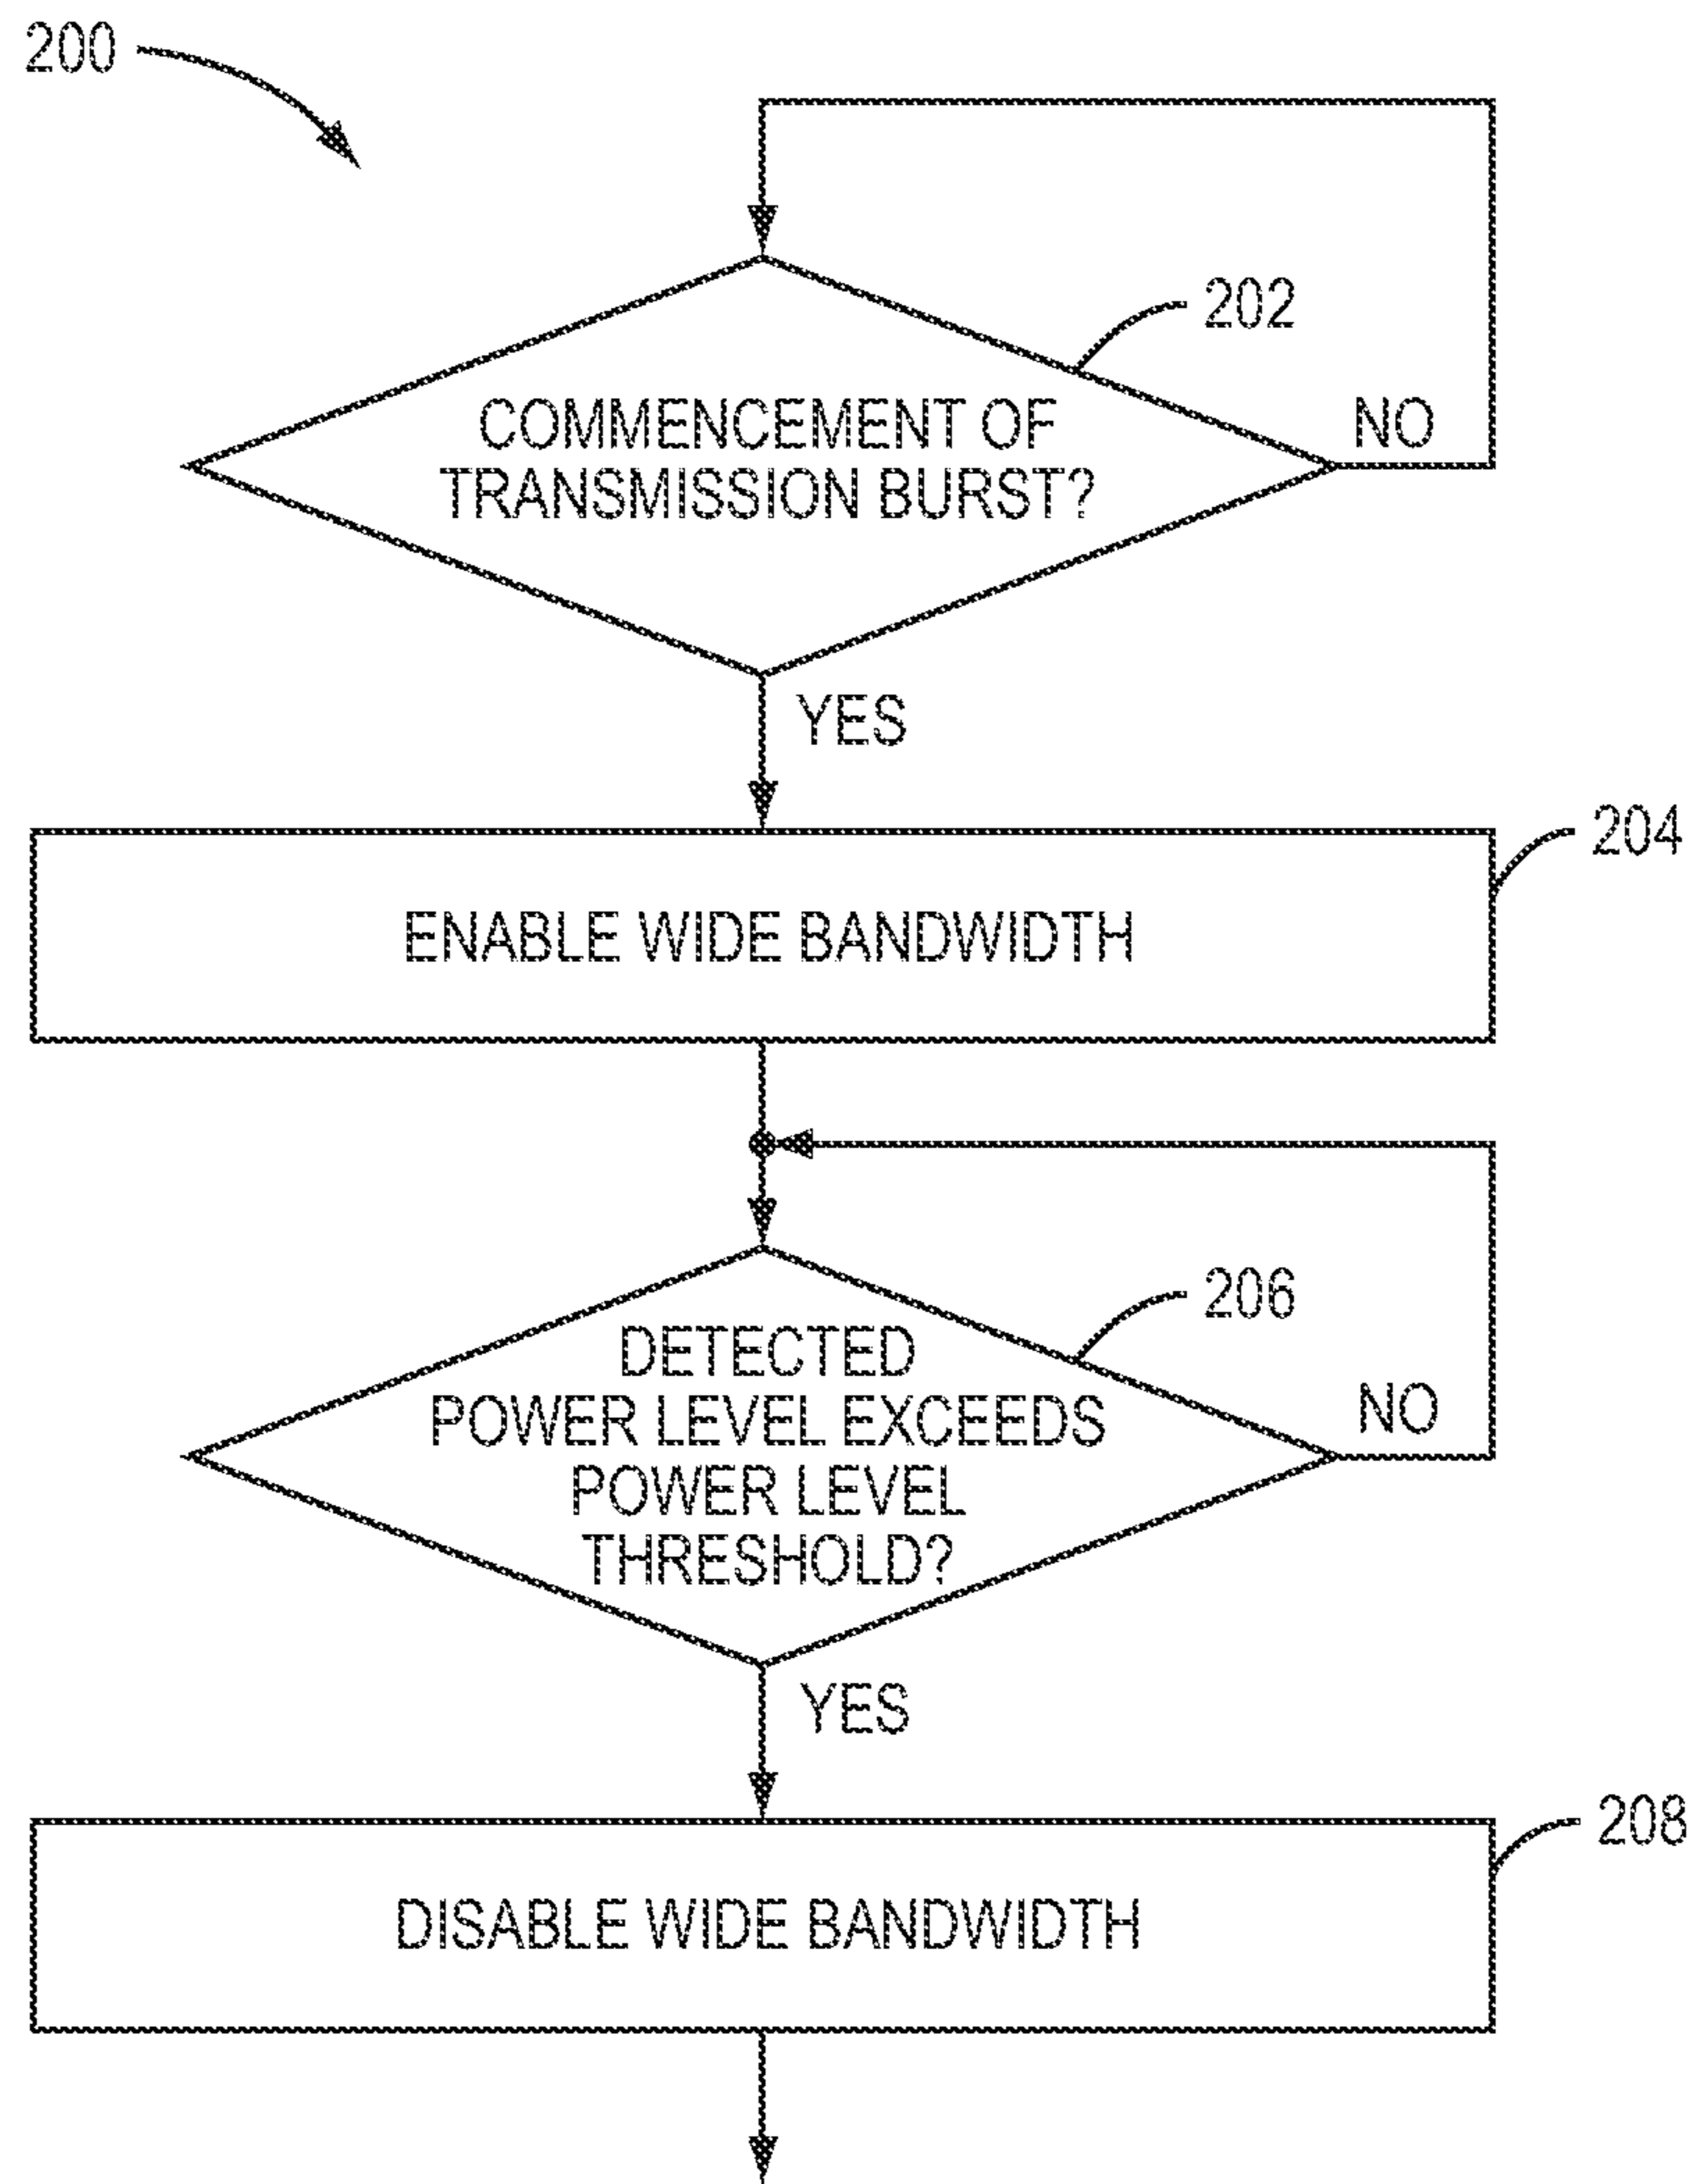 200
202
COMMENCEMENT OF
TRANSMISSION BURST?
NO
YES
204
ENABLE WIDE BANDWIDTH
206
DETECTED
POWER LEVEL EXCEEDS
POWER LEVEL
THRESHOLD?
NO
YES
208
DISABLE WIDE BANDWIDTH